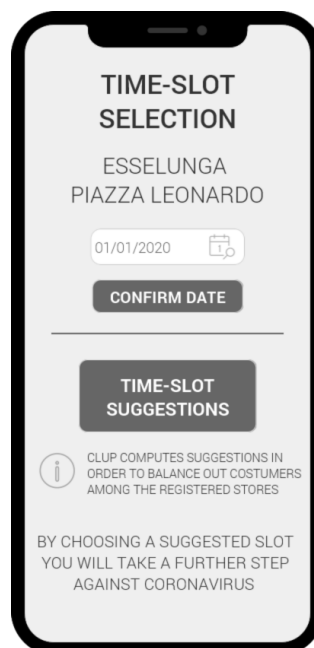 TIME-SLOT
SELECTION
ESSELUNGA
PIAZZA LEONARDO
01/01/2020
1
CONFIRM DATE
TIME-SLOT
SUGGESTIONS
i
CLUP COMPUTES SUGGESTIONS IN
ORDER TO BALANCE OUT COSTUMERS
AMONG THE REGISTERED STORES
BY CHOOSING A SUGGESTED SLOT
YOU WILL TAKE A FURTHER STEP
AGAINST CORONAVIRUS